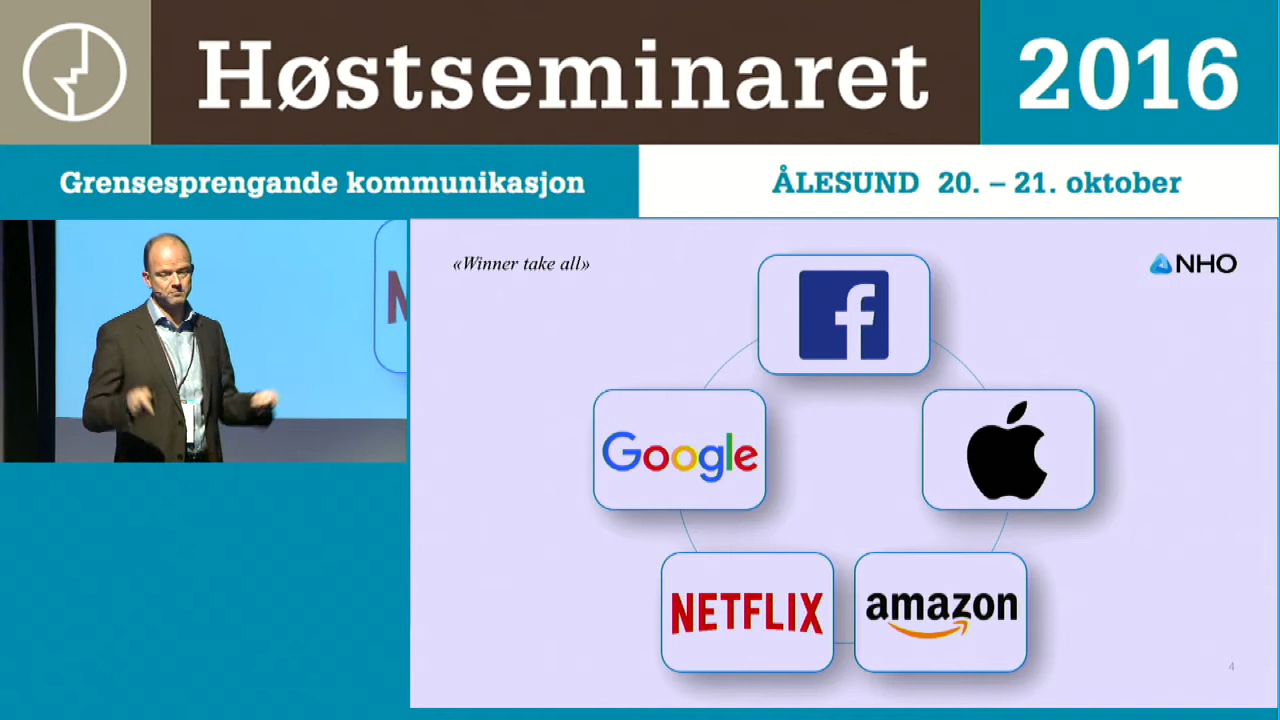 Høstseminaret 2016
Grensesprengande kommunikasjon
ÅLESUND 20. – 21. oktober
«Winner take all»
NHO
f
Google
NETFLIX
amazon
4
N